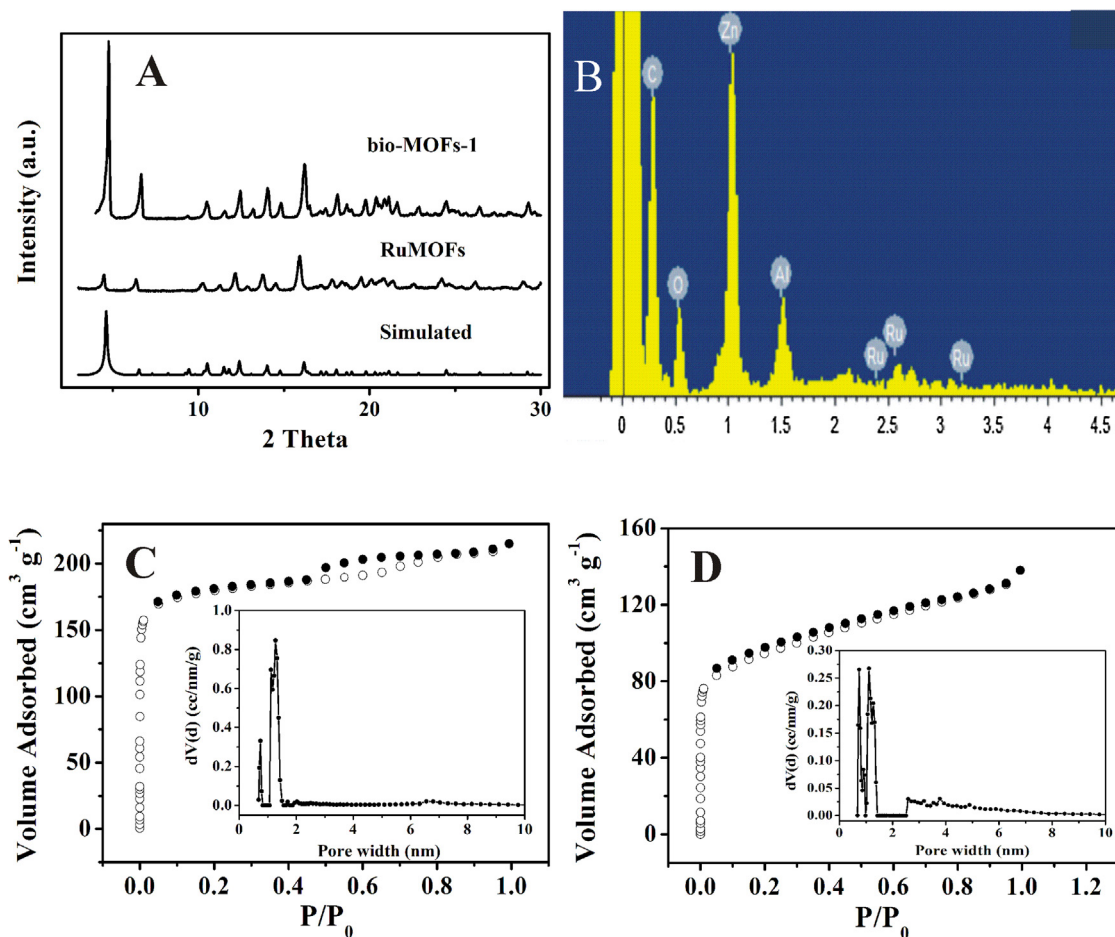 A
Intensity (a.u.)
bio-MOFs-1
RuMOFs
Simulated
10 20 30
2 Theta
B
Zn
C
O
Al
Ru
Ru
Ru
0 0.5 1 1.5 2 2.5 3 3.5 4 4.5
C
Volume Adsorbed (cm³ g⁻¹)
200
150
100
50
0
0.0 0.2 0.4 0.6 0.8 1.0
P/P₀
dV(d) (cc/nm/g)
1.0
0.8
0.6
0.4
0.2
0.0
0 2 4 6 8 10
Pore width (nm)
D
Volume Adsorbed (cm³ g⁻¹)
160
120
80
40
0
0.0 0.2 0.4 0.6 0.8 1.0 1.2
P/P₀
dV(d) (cc/nm/g)
0.30
0.25
0.20
0.15
0.10
0.05
0.00
0 2 4 6 8 10
Pore width (nm)